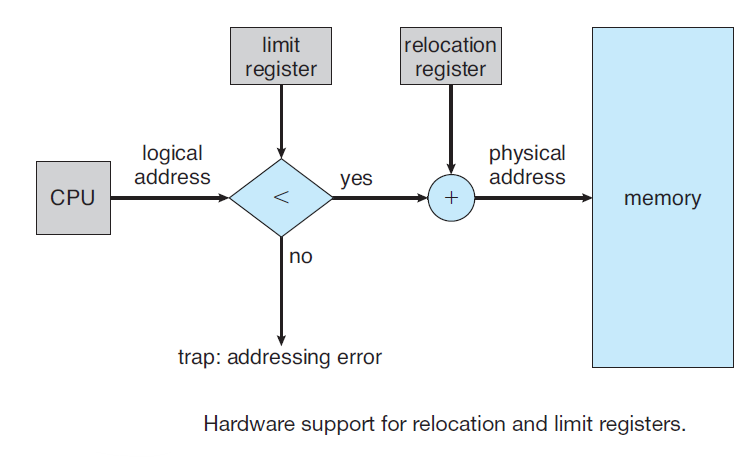 limit
register
relocation
register
logical
address
physical
address
CPU
<
yes
+
memory
no
trap: addressing error
Hardware support for relocation and limit registers.